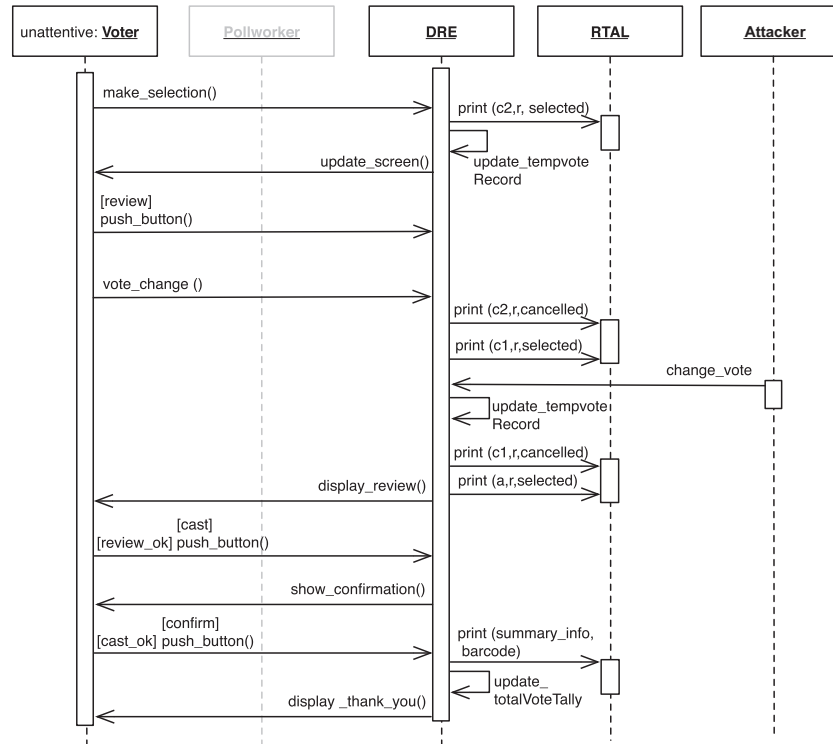 unattentive: Voter
Pollworker
DRE
RTAL
Attacker
make_selection()
print (c2,r, selected)
update_screen()
update_tempvote
Record
[review]
push_button()
vote_change ()
print (c2,r,cancelled)
print (c1,r,selected)
change_vote
update_tempvote
Record
print (c1,r,cancelled)
print (a,r,selected)
display_review()
[cast]
[review_ok] push_button()
show_confirmation()
[confirm]
[cast_ok] push_button()
print (summary_info,
barcode)
update_
totalVoteTally
display _thank_you()